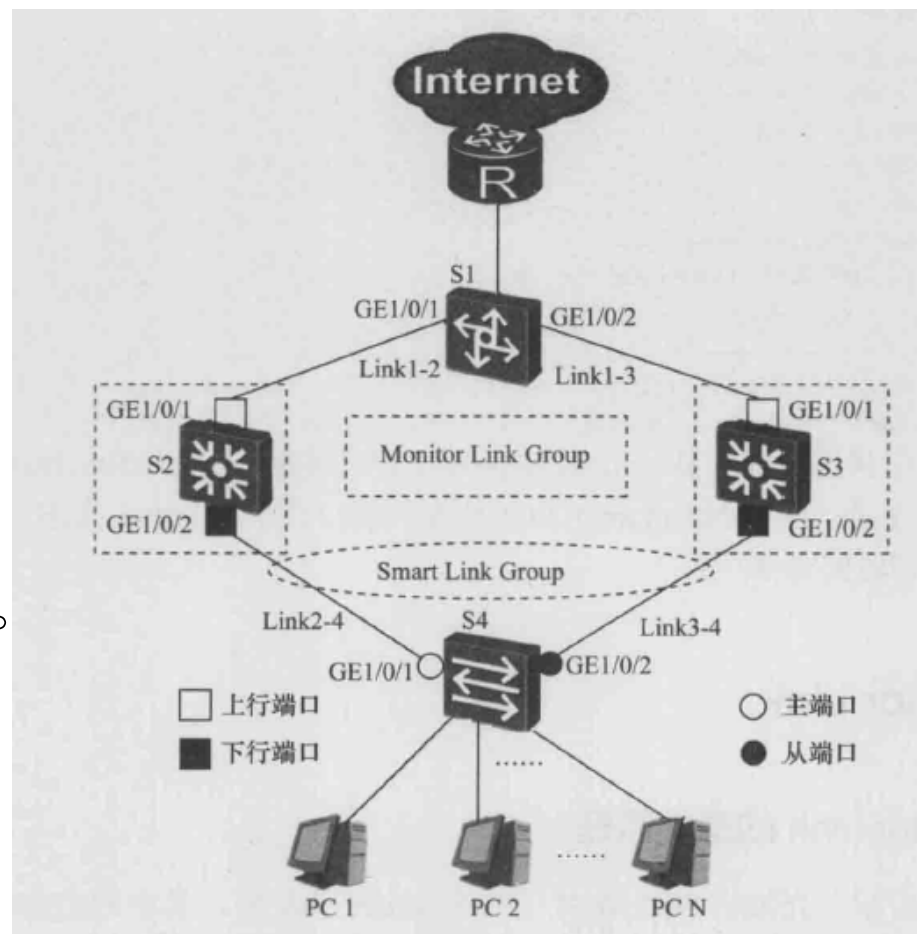 Internet
R
S1
GE1/0/1
GE1/0/2
Link1-2
Link1-3
GE1/0/1
GE1/0/1
S2
Monitor Link Group
S3
GE1/0/2
GE1/0/2
Smart Link Group
Link2-4
S4
Link3-4
GE1/0/1
GE1/0/2
上行端口
主端口
下行端口
从端口
......
......
PC 1
PC 2
PC N